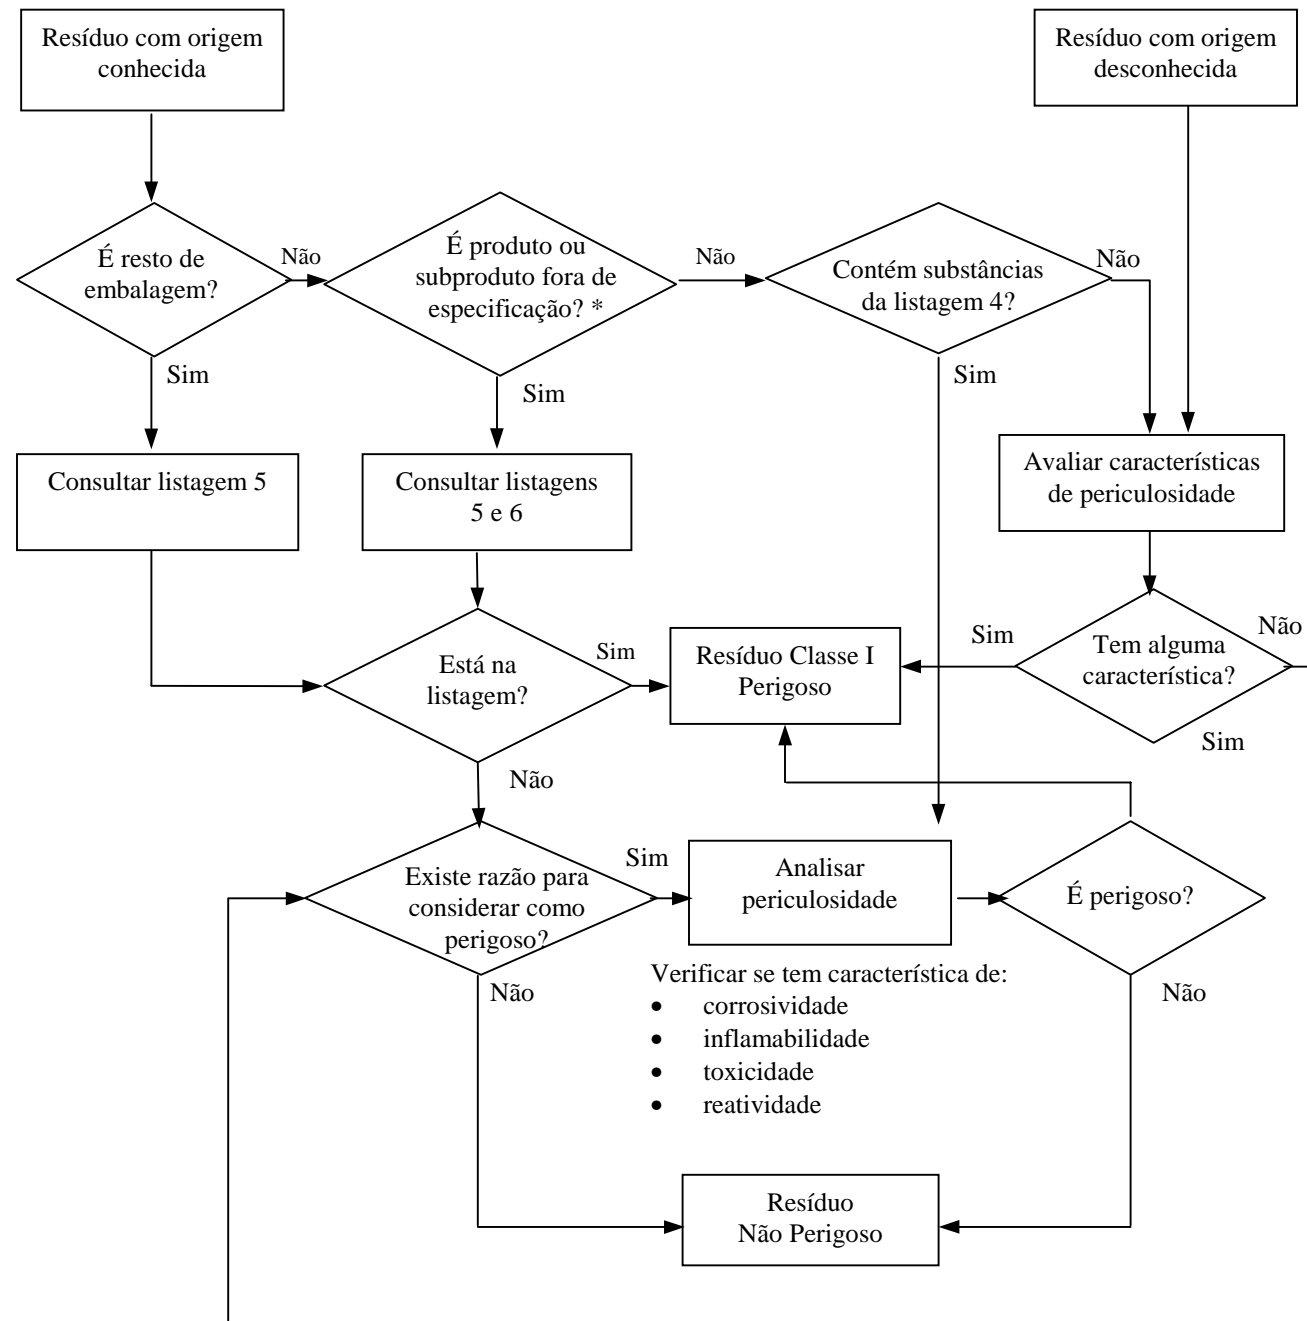 Resíduo com origem
conhecida
Resíduo com origem
desconhecida
É resto de
embalagem?
Não
É produto ou
subproduto fora de
especificação? *
Não
Contém substâncias
da listagem 4?
Não
Sim
Sim
Sim
Consultar listagem 5
Consultar listagens
5 e 6
Avaliar características
de periculosidade
Está na
listagem?
Sim
Resíduo Classe I
Perigoso
Sim
Tem alguma
característica?
Não
Sim
Não
Existe razão para
considerar como
perigoso?
Sim
Analisar
periculosidade
É perigoso?
Não
Verificar se tem característica de:
• corrosividade
• inflamabilidade
• toxicidade
• reatividade
Não
Resíduo
Não Perigoso